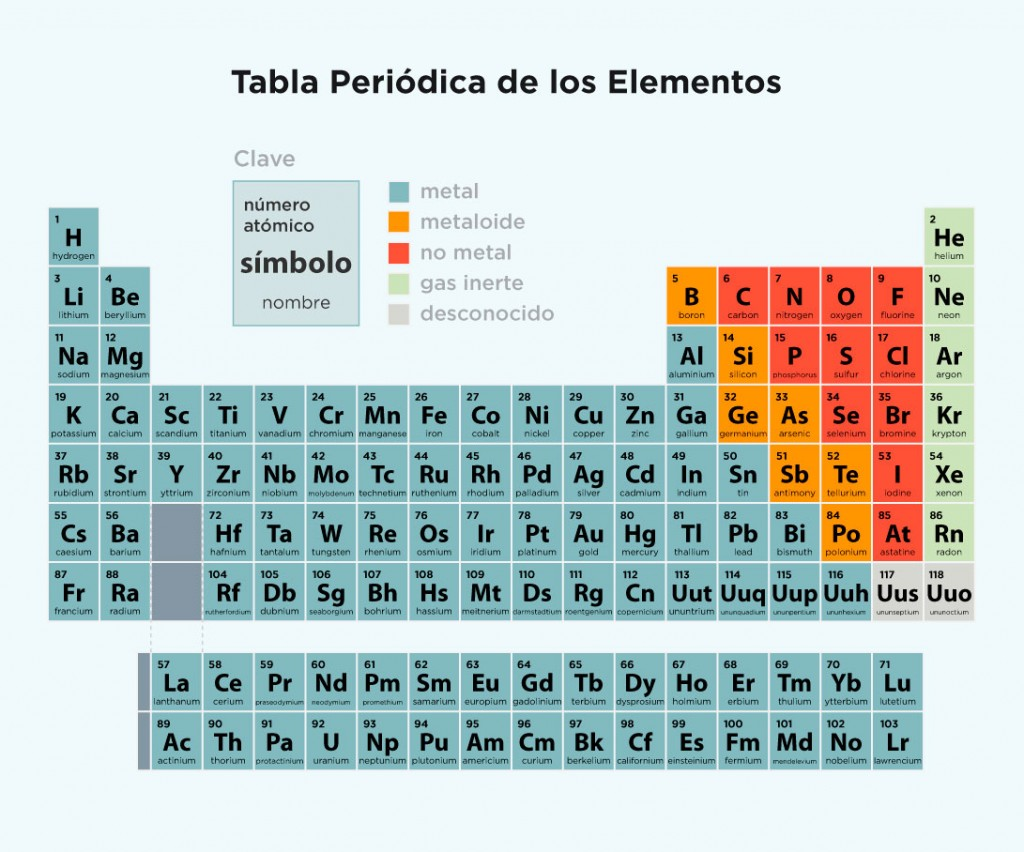 Tabla Periódica de los Elementos
Clave
número
atómico
símbolo
nombre
metal
metaloide
no metal
gas inerte
desconocido
1 2
H He
hydrogen helium
3 4 5 6 7 8 9 10
Li Be B C N O F Ne
lithium beryllium boron carbon nitrogen oxygen fluorine neon
11 12 13 14 15 16 17 18
Na Mg Al Si P S Cl Ar
sodium magnesium aluminium silicon phosphorus sulfur chlorine argon
19 20 21 22 23 24 25 26 27 28 29 30 31 32 33 34 35 36
K Ca Sc Ti V Cr Mn Fe Co Ni Cu Zn Ga Ge As Se Br Kr
potassium calcium scandium titanium vanadium chromium manganese iron cobalt nickel copper zinc gallium germanium arsenic selenium bromine krypton
37 38 39 40 41 42 43 44 45 46 47 48 49 50 51 52 53 54
Rb Sr Y Zr Nb Mo Tc Ru Rh Pd Ag Cd In Sn Sb Te I Xe
rubidium strontium yttrium zirconium niobium molybdenum technetium ruthenium rhodium palladium silver cadmium indium tin antimony tellurium iodine xenon
55 56 72 73 74 75 76 77 78 79 80 81 82 83 84 85 86
Cs Ba Hf Ta W Re Os Ir Pt Au Hg Tl Pb Bi Po At Rn
caesium barium hafnium tantalum tungsten rhenium osmium iridium platinum gold mercury thallium lead bismuth polonium astatine radon
87 88 104 105 106 107 108 109 110 111 112 113 114 115 116 117 118
Fr Ra Rf Db Sg Bh Hs Mt Ds Rg Cn Uut Uuq Uup Uuh Uus Uuo
francium radium rutherfordium dubnium seaborgium bohrium hassium meitnerium darmstadtium roentgenium copernicium ununtrium ununquadium ununpentium ununhexium ununseptium ununoctium
57 58 59 60 61 62 63 64 65 66 67 68 69 70 71
La Ce Pr Nd Pm Sm Eu Gd Tb Dy Ho Er Tm Yb Lu
lanthanum cerium praseodymium neodymium promethium samarium europium gadolinium terbium dysprosium holmium erbium thulium ytterbium lutetium
89 90 91 92 93 94 95 96 97 98 99 100 101 102 103
Ac Th Pa U Np Pu Am Cm Bk Cf Es Fm Md No Lr
actinium thorium protactinium uranium neptunium plutonium americium curium berkelium californium einsteinium fermium mendelevium nobelium lawrencium